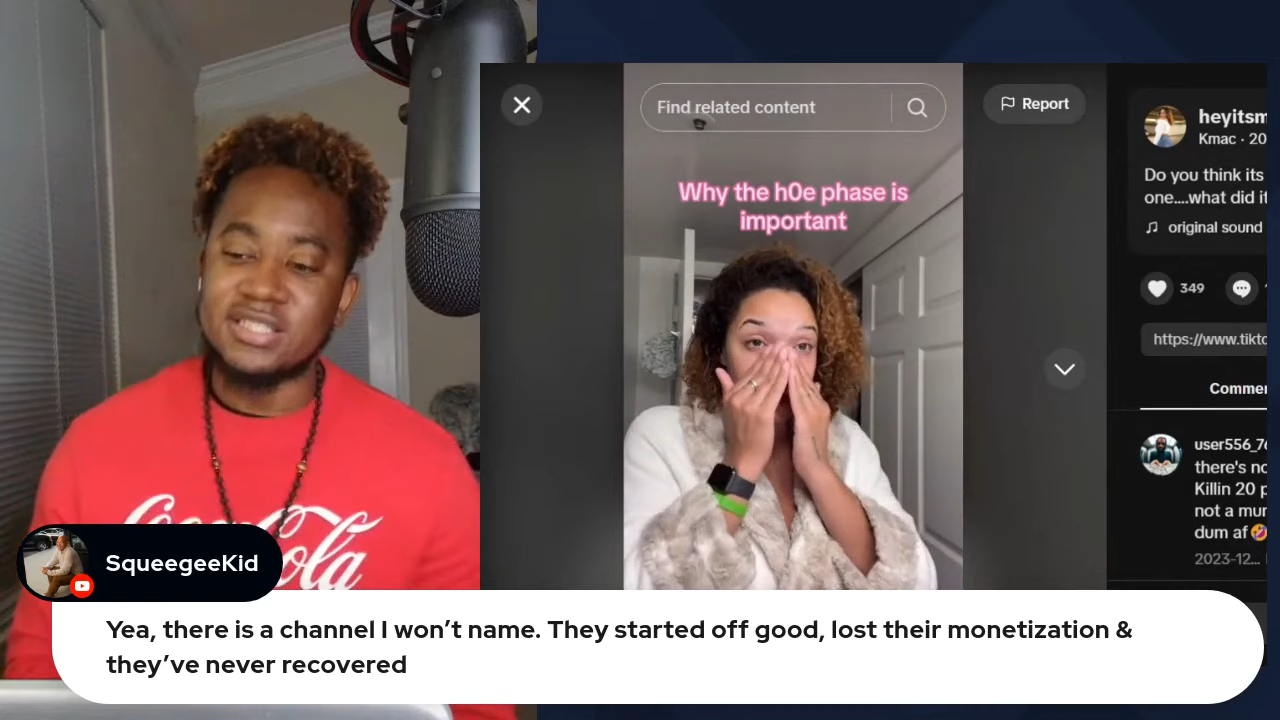 Find related content
Report
Why the h0e phase is
important
heyitsm
Kmac · 20
Do you think its
one....what did it
original sound
349
https://www.tikto
Commer
user556_7
there's no
Killin 20 p
not a mur
dum af🤣
2023-12...
Coca-Cola
SqueegeeKid
Yea, there is a channel I won’t name. They started off good, lost their monetization &
they’ve never recovered